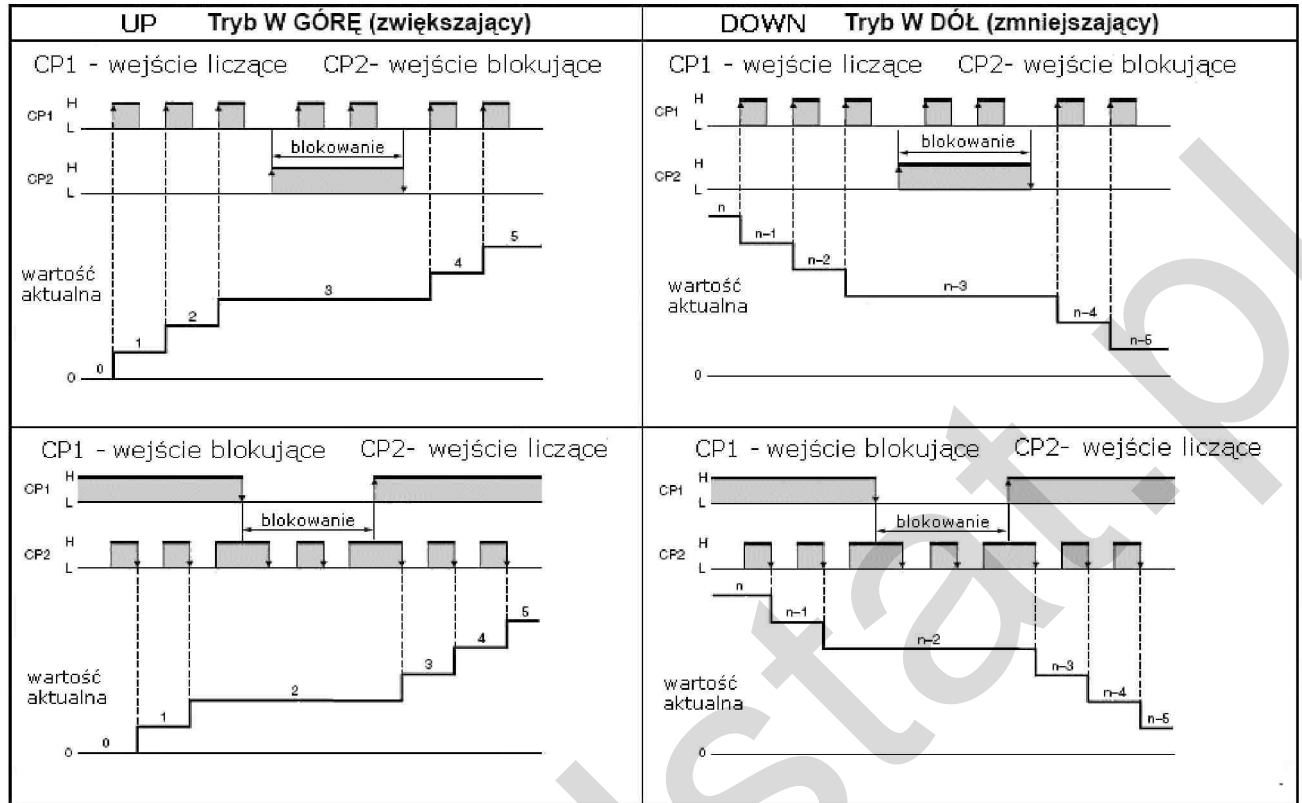 UP Tryb W GÓRĘ (zwiększający)
DOWN Tryb W DÓŁ (zmniejszający)
CP1 - wejście liczące CP2- wejście blokujące
CP1
H
L
blokowanie
CP2
H
L
wartość
aktualna
0
0
1
2
3
4
5
CP1 - wejście liczące CP2- wejście blokujące
CP1
H
L
blokowanie
CP2
H
L
n
n-1
n-2
n-3
n-4
n-5
wartość
aktualna
0
CP1 - wejście blokujące CP2- wejście liczące
CP1
H
L
blokowanie
CP2
H
L
wartość
aktualna
0
0
1
2
3
4
5
CP1 - wejście blokujące CP2- wejście liczące
CP1
H
L
blokowanie
CP2
H
L
n
n-1
n-2
n-3
n-4
n-5
wartość
aktualna
0
stat.pl